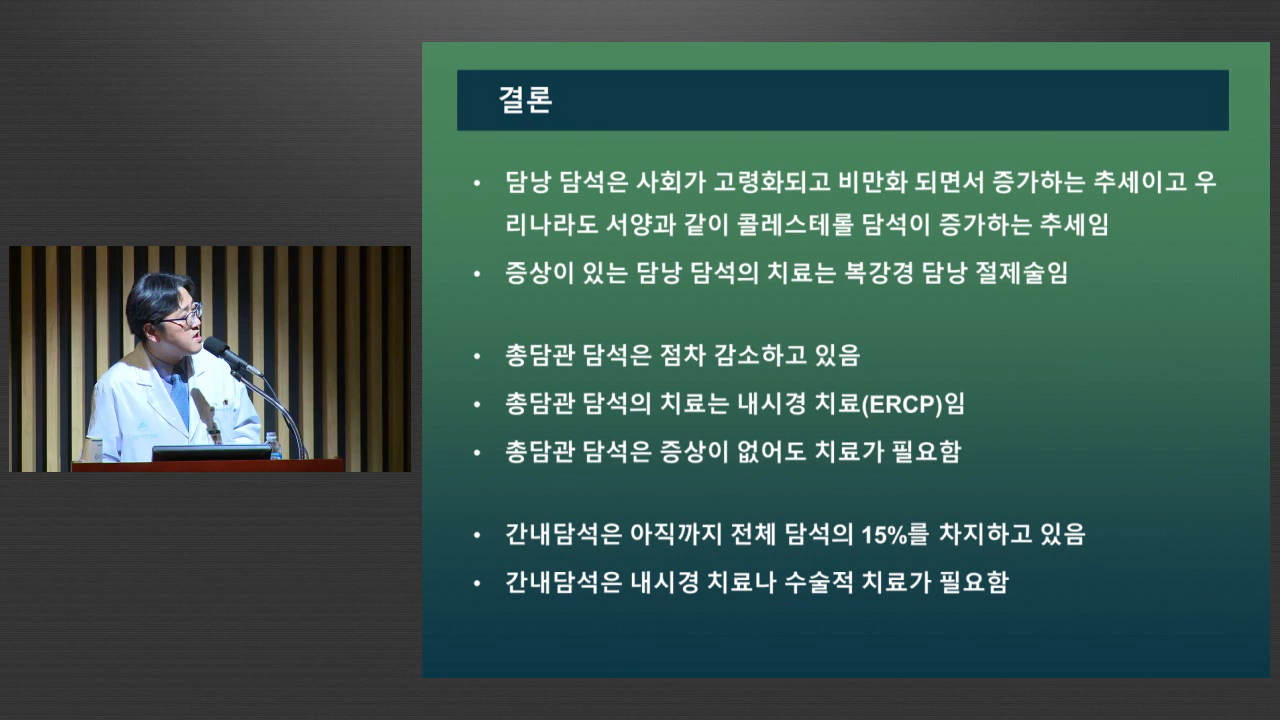 결론
• 담낭 담석은 사회가 고령화되고 비만화 되면서 증가하는 추세이고 우
리나라도 서양과 같이 콜레스테롤 담석이 증가하는 추세임
• 증상이 있는 담낭 담석의 치료는 복강경 담낭 절제술임
• 총담관 담석은 점차 감소하고 있음
• 총담관 담석의 치료는 내시경 치료(ERCP)임
• 총담관 담석은 증상이 없어도 치료가 필요함
• 간내담석은 아직까지 전체 담석의 15%를 차지하고 있음
• 간내담석은 내시경 치료나 수술적 치료가 필요함